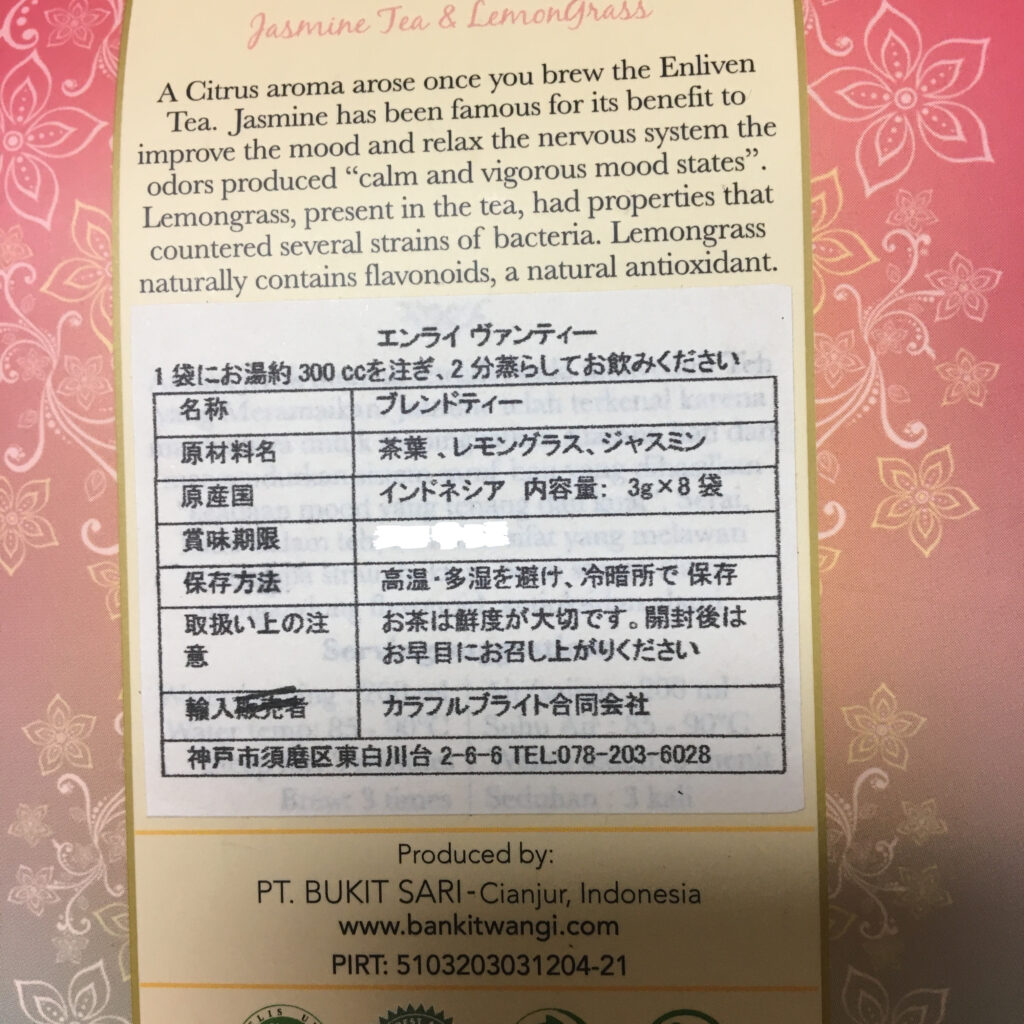 Jasmine Tea & LemonGrass
A Citrus aroma arose once you brew the Enliven
Tea. Jasmine has been famous for its benefit to
improve the mood and relax the nervous system the
odors produced “calm and vigorous mood states”.
Lemongrass, present in the tea, had properties that
countered several strains of bacteria. Lemongrass
naturally contains flavonoids, a natural antioxidant.
エンライ ヴァンティー
1 袋にお湯約 300 ccを注ぎ、2 分蒸らしてお飲みください
名称 ブレンドティー
原材料名 茶葉 、レモングラス、ジャスミン
原産国 インドネシア 内容量: 3g×8 袋
賞味期限
保存方法 高温・多湿を避け、冷暗所で 保存
取扱い上の注 お茶は鮮度が大切です。開封後は
意 お早目にお召し上がりください
輸入販売者 カラフルブライト合同会社
神戸市須磨区東白川台 2-6-6 TEL:078-203-6028
Brew: 3 times Seduhan : 3 kali
Produced by:
PT. BUKIT SARI-Cianjur, Indonesia
www.bankitwangi.com
PIRT: 5103203031204-21